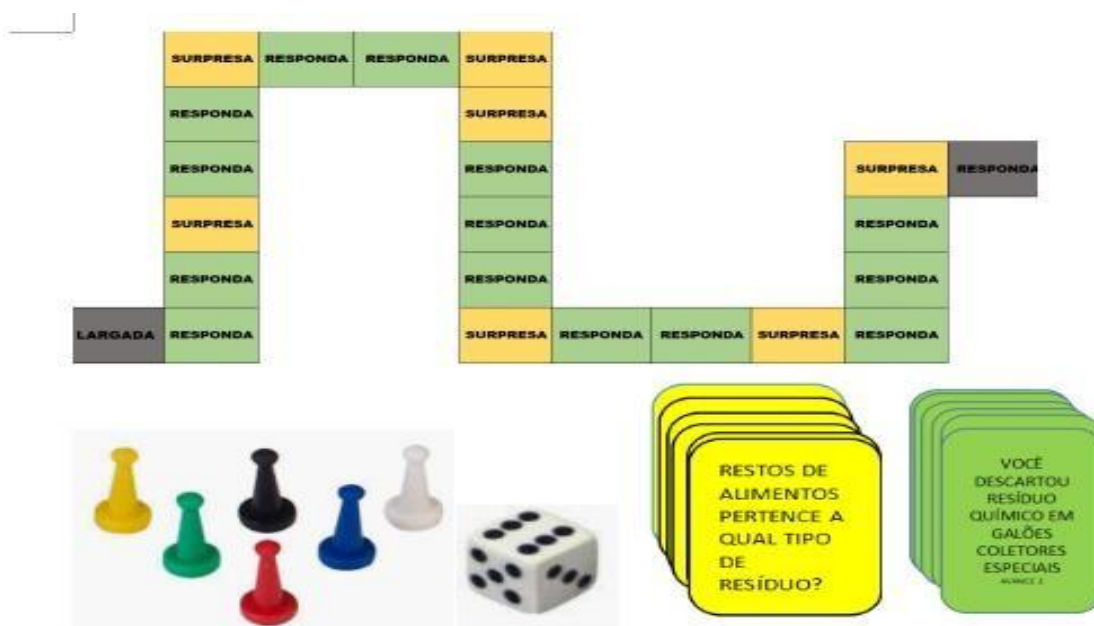 SURPRESA RESPONDA RESPONDA SURPRESA
RESPONDA SURPRESA
RESPONDA RESPONDA SURPRESA RESPONDA
SURPRESA RESPONDA RESPONDA
RESPONDA RESPONDA RESPONDA
LARGADA RESPONDA SURPRESA RESPONDA RESPONDA SURPRESA RESPONDA
RESTOS DE
ALIMENTOS
PERTENCE A
QUAL TIPO
DE
RESÍDUO?
VOCÊ
DESCARTOU
RESÍDUO
QUÍMICO EM
GALÕES
COLETORES
ESPECIAIS
AVANCE 2